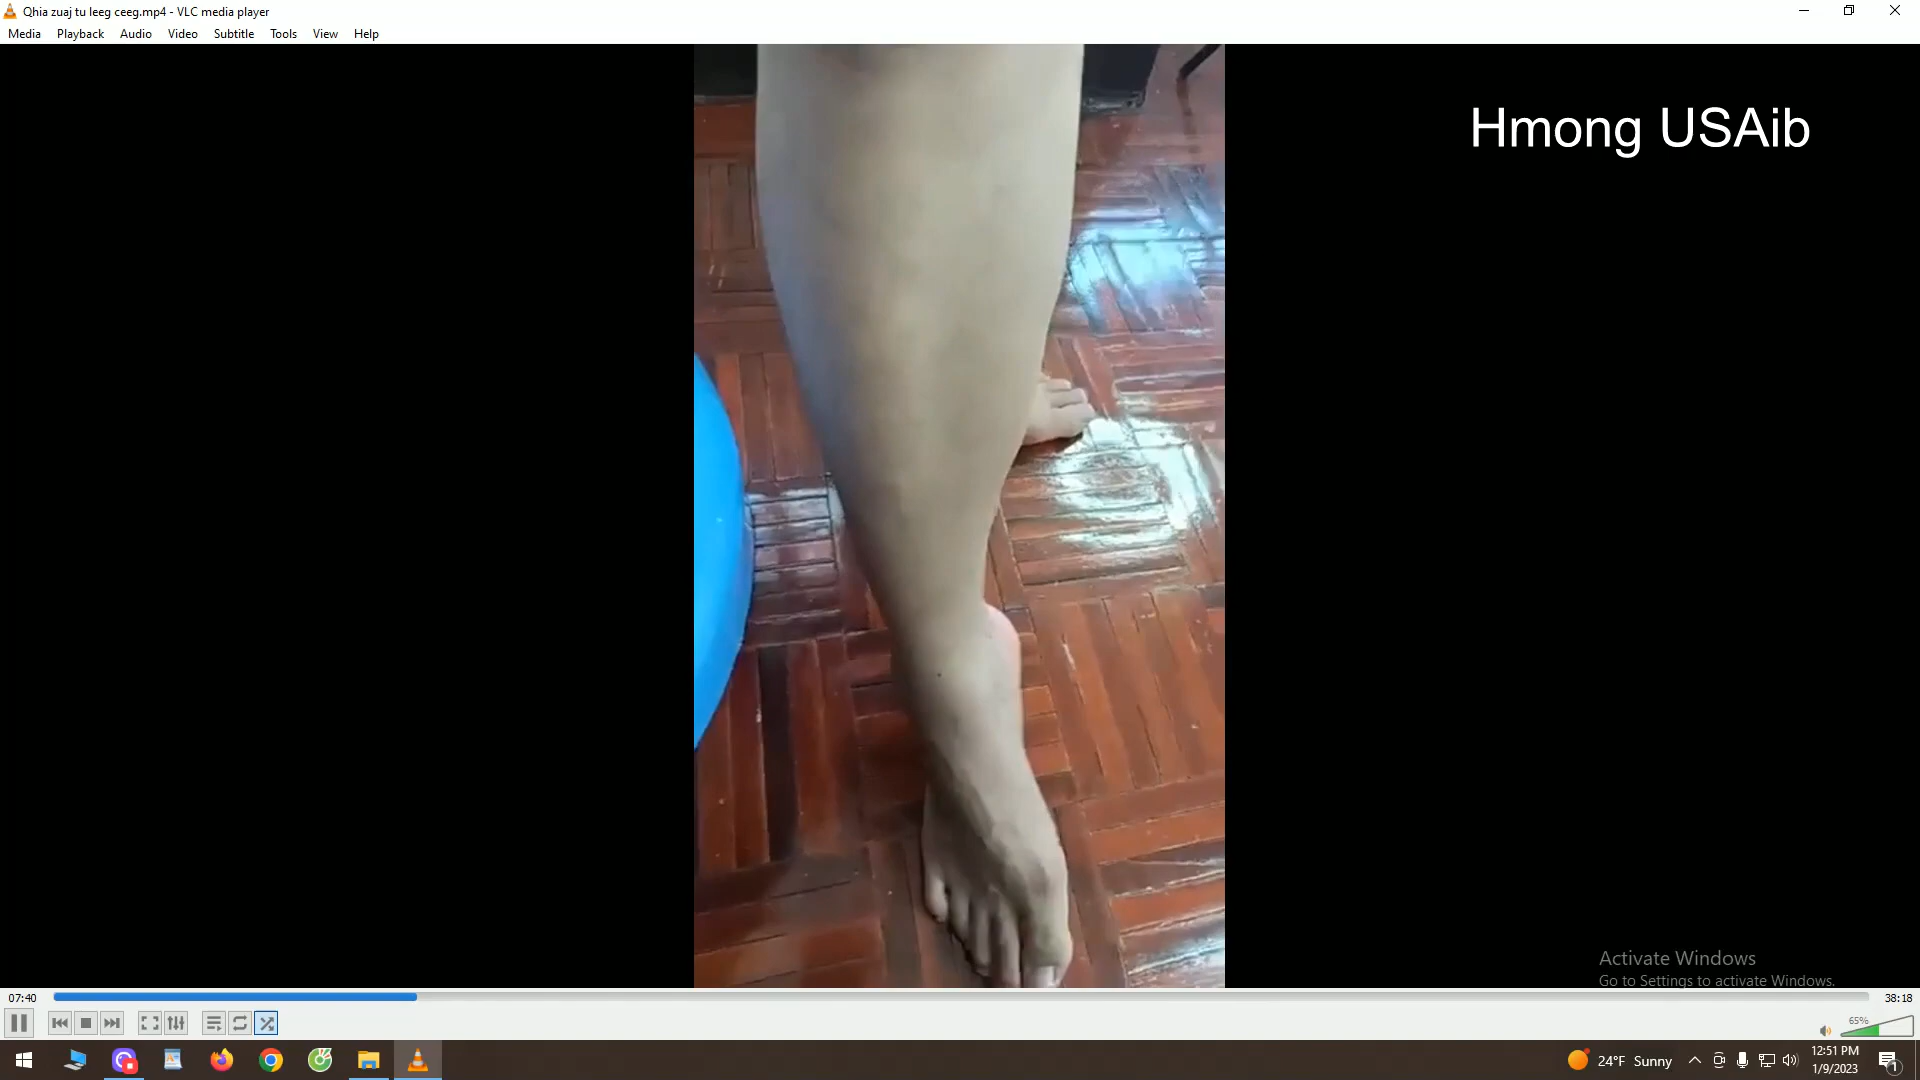 Qhia zuaj tu leeg ceeg.mp4 - VLC media player
Media Playback Audio Video Subtitle Tools View Help
Hmong USAib
Activate Windows
Go to Settings to activate Windows.
07:40
38:18
65%
24°F Sunny
12:51 PM
1/9/2023
1